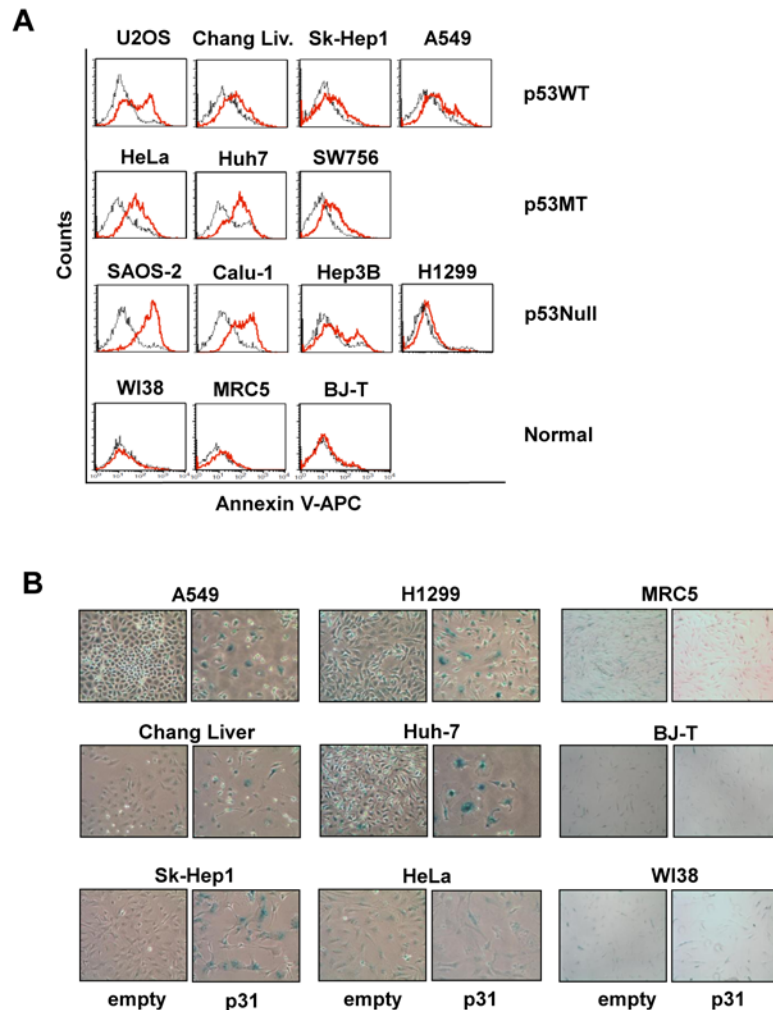 A
U2OS Chang Liv. Sk-Hep1 A549
p53WT
HeLa Huh7 SW756
p53MT
Counts
SAOS-2 Calu-1 Hep3B H1299
p53Null
WI38 MRC5 BJ-T
Normal
Annexin V-APC
B
A549 H1299 MRC5
Chang Liver Huh-7 BJ-T
Sk-Hep1 HeLa WI38
empty p31 empty p31 empty p31